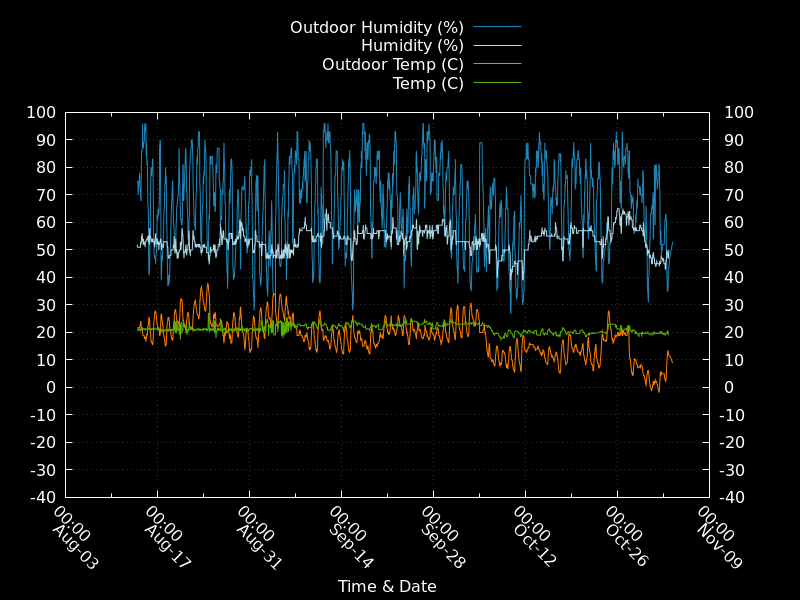 Outdoor Humidity (%)
Humidity (%)
Outdoor Temp (C)
Temp (C)
100 100
90 90
80 80
70 70
60 60
50 50
40 40
30 30
20 20
10 10
0 0
-10 -10
-20 -20
-30 -30
-40 -40
00:00
Aug-03
00:00
Aug-17
00:00
Aug-31
00:00
Sep-14
00:00
Sep-28
00:00
Oct-12
00:00
Oct-26
00:00
Nov-09
Time & Date